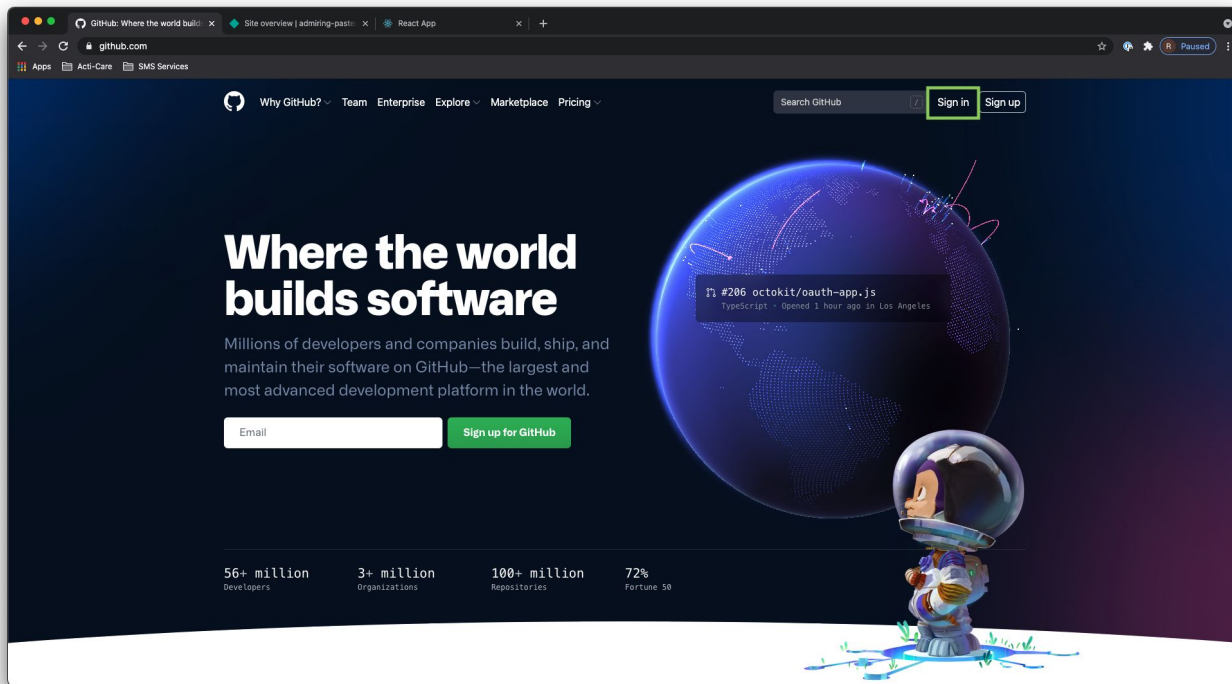 GitHub: Where the world build
Site overview | admiring-paste
React App
github.com
R Paused
Apps
Acti-Care
SMS Services
Why GitHub?
Team
Enterprise
Explore
Marketplace
Pricing
Search GitHub
/
Sign in
Sign up
Where the world
builds software
Millions of developers and companies build, ship, and
maintain their software on GitHub—the largest and
most advanced development platform in the world.
Email
Sign up for GitHub
#206 octokit/oauth-app.js
TypeScript · Opened 1 hour ago in Los Angeles
56+ million
Developers
3+ million
Organizations
100+ million
Repositories
72%
Fortune 50